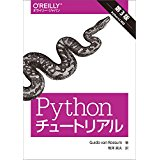 O'REILLY®
オライリー・ジャパン
第3版
Python
チュートリアル
Guido van Rossum 著
鴨澤 眞夫 訳